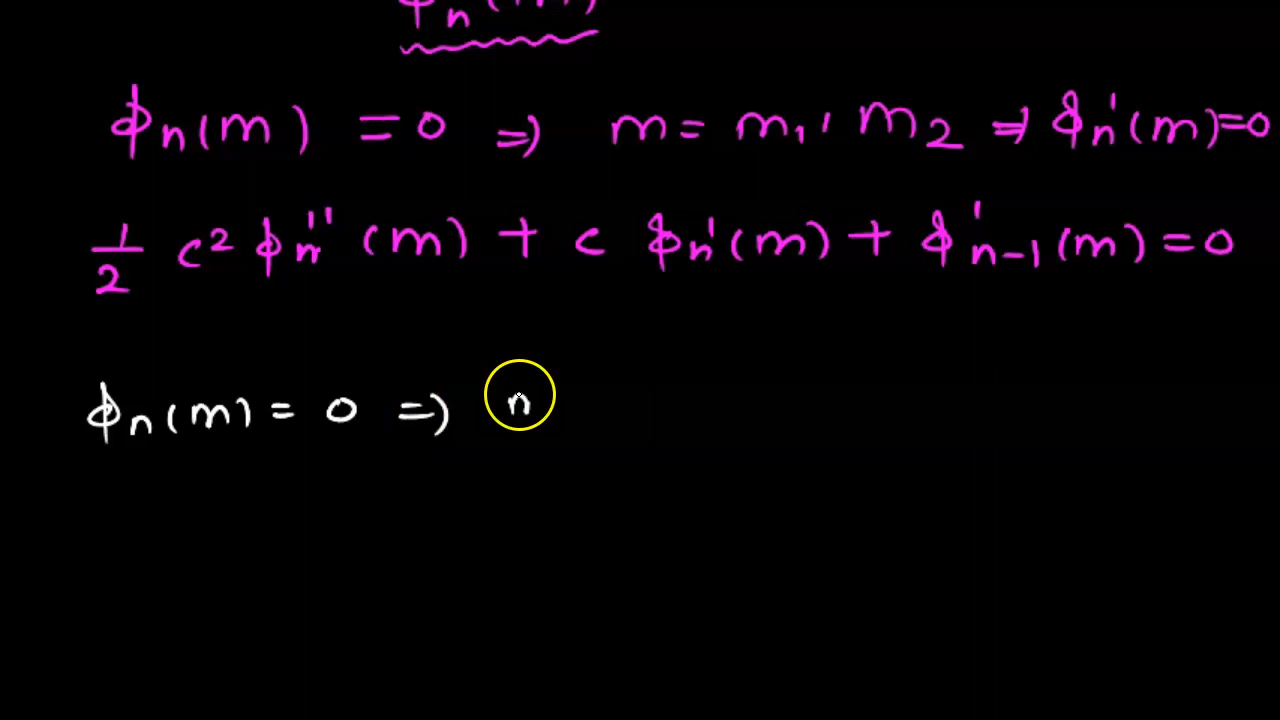 ϕn(m) = 0 ⇒ m = m1, m2 ⇒ ϕn'(m) = 0
1/2 c² ϕn''(m) + c ϕn'(m) + ϕ'n-1(m) = 0
ϕn(m) = 0 ⇒ n